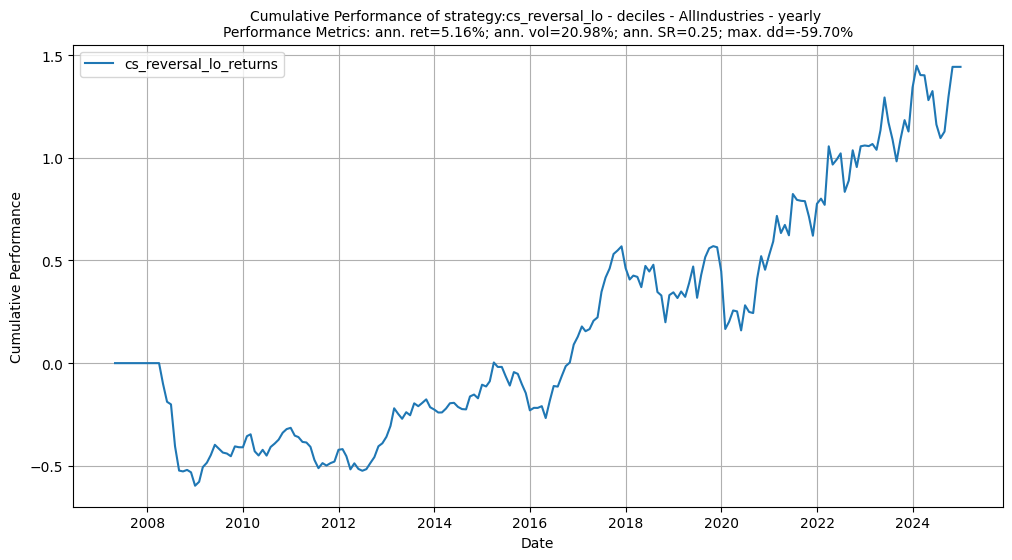 Cumulative Performance of strategy:cs_reversal_lo - deciles - AllIndustries - yearly
Performance Metrics: ann. ret=5.16%; ann. vol=20.98%; ann. SR=0.25; max. dd=-59.70%
cs_reversal_lo_returns
1.5
1.0
0.5
0.0
−0.5
Cumulative Performance
2008 2010 2012 2014 2016 2018 2020 2022 2024
Date